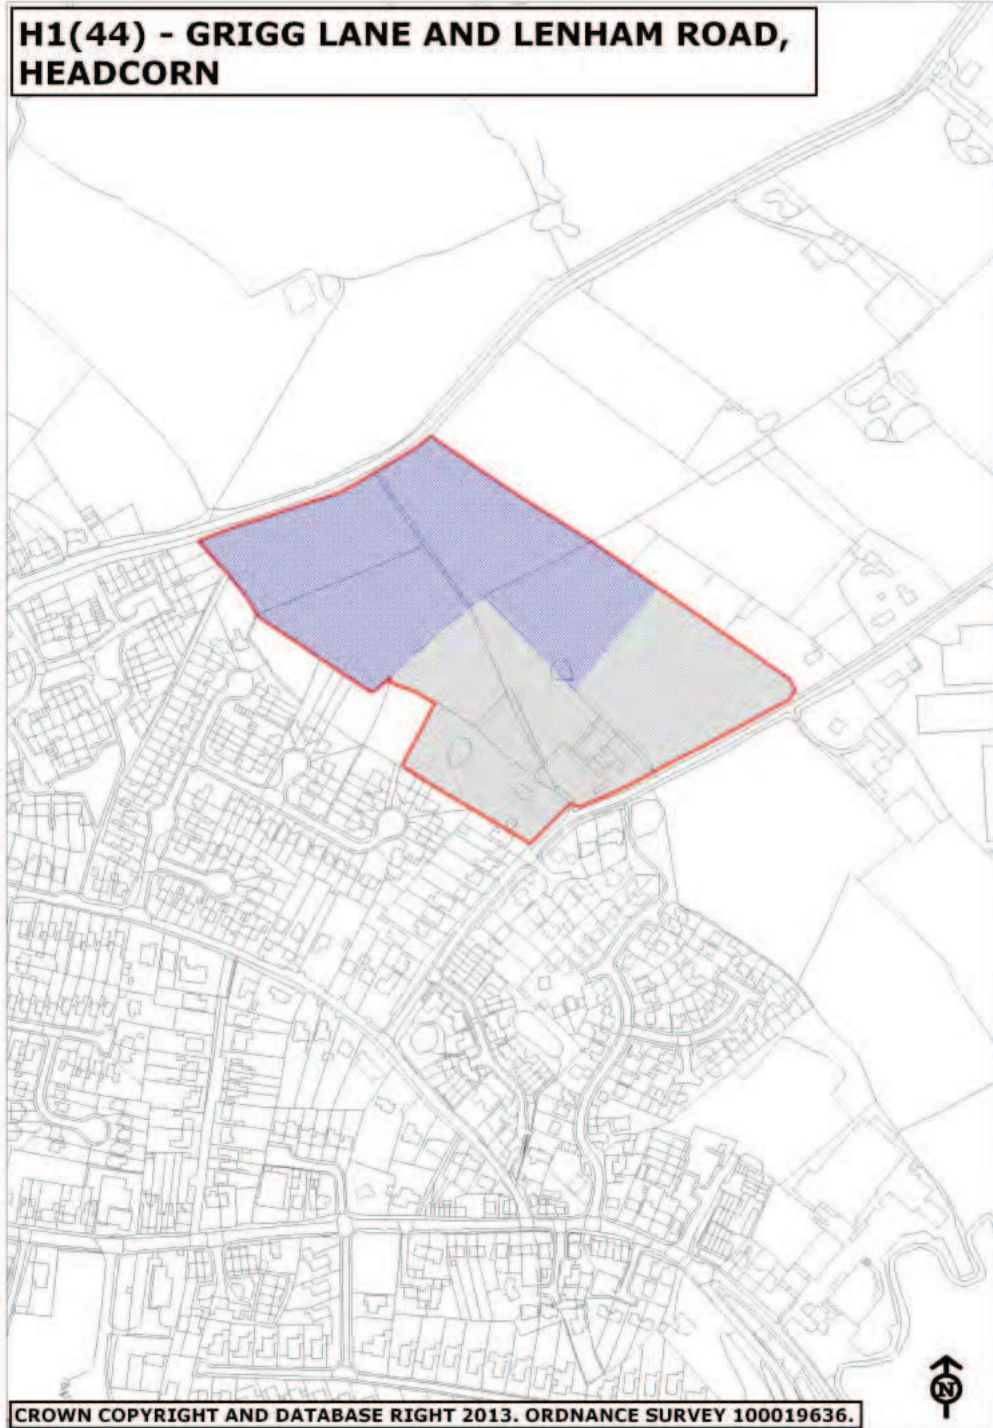 H1(44) - GRIGG LANE AND LENHAM ROAD,
HEADCORN
N
CROWN COPYRIGHT AND DATABASE RIGHT 2013. ORDNANCE SURVEY 100019636.